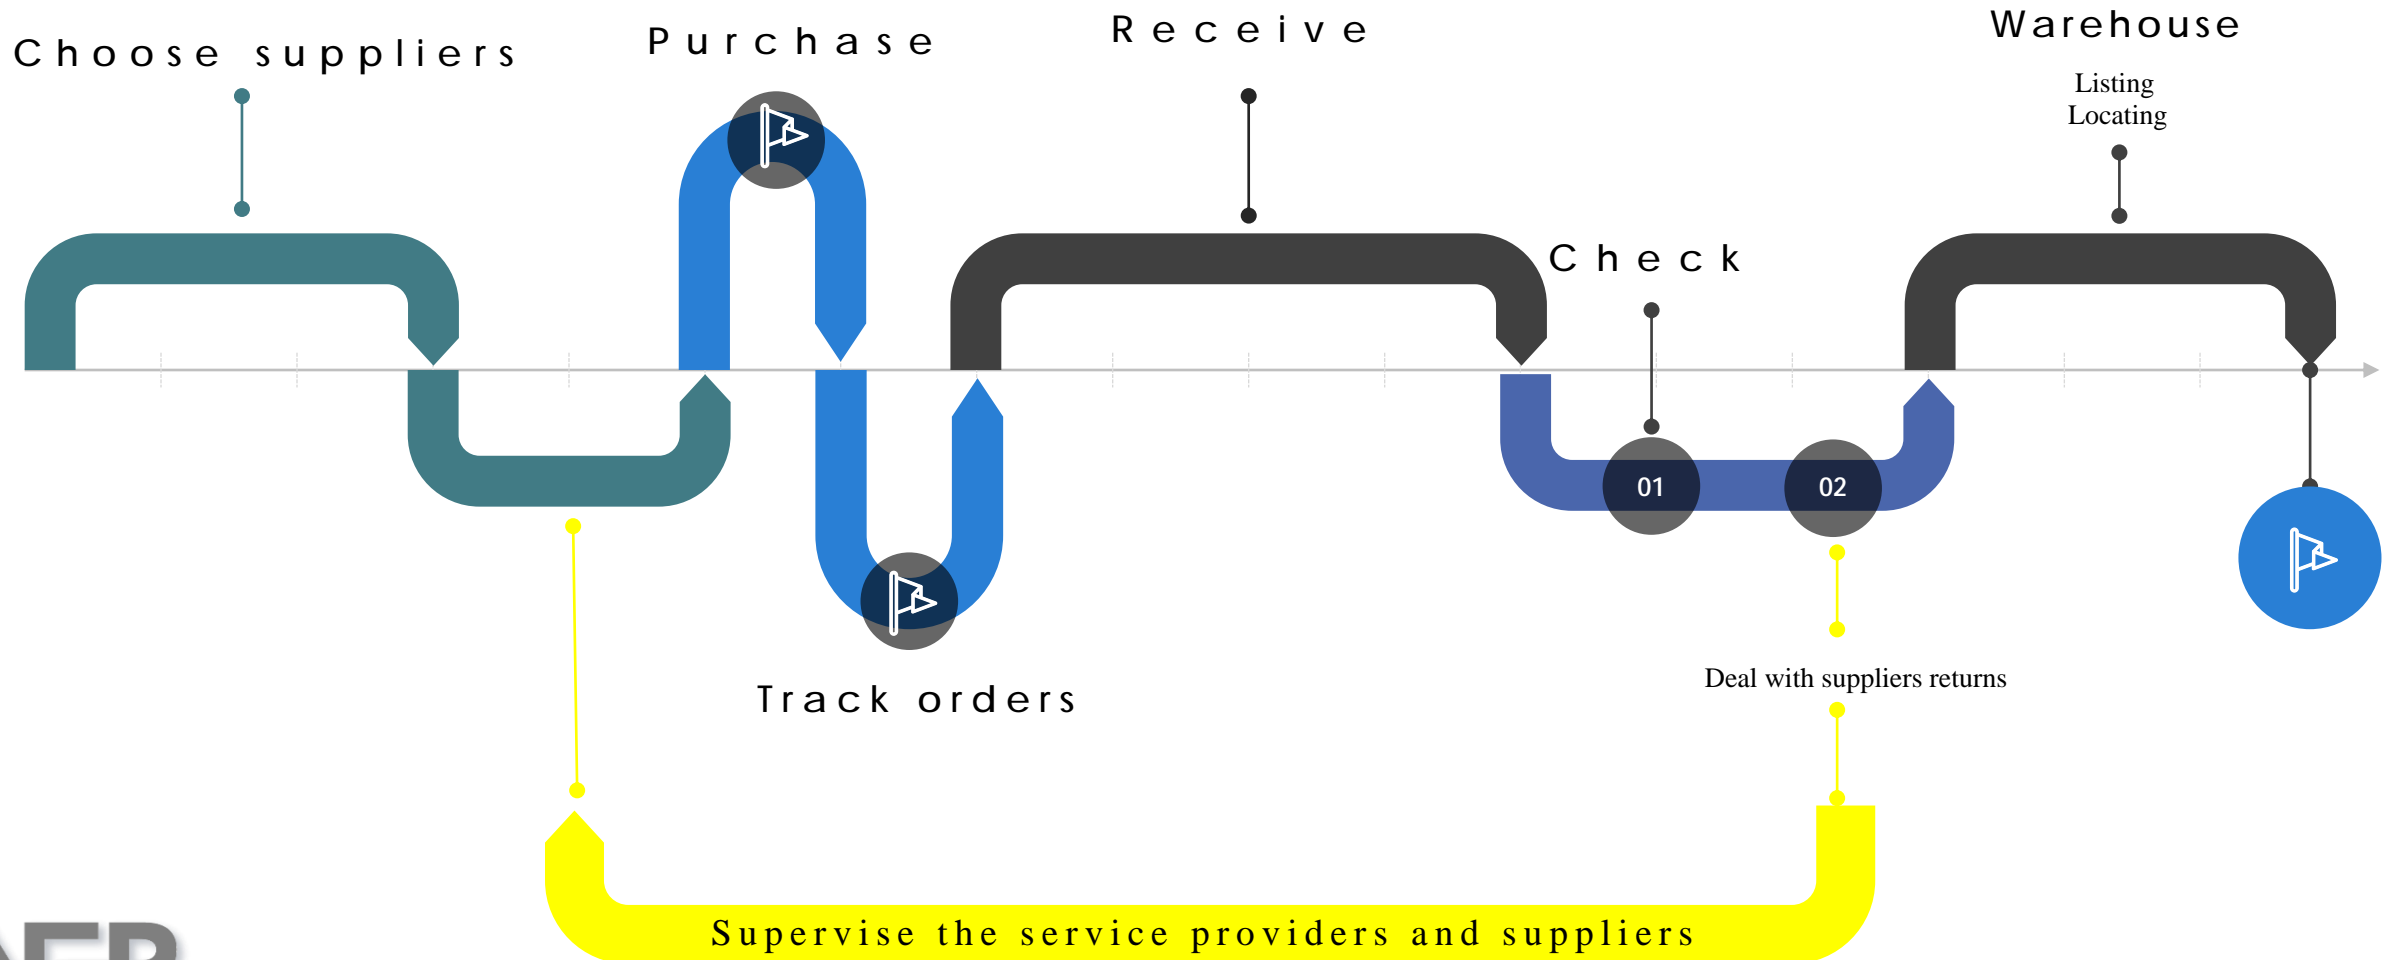 Choose suppliers
Purchase
Receive
Warehouse
Listing
Locating
Check
01
02
Track orders
Deal with suppliers returns
Supervise the service providers and suppliers